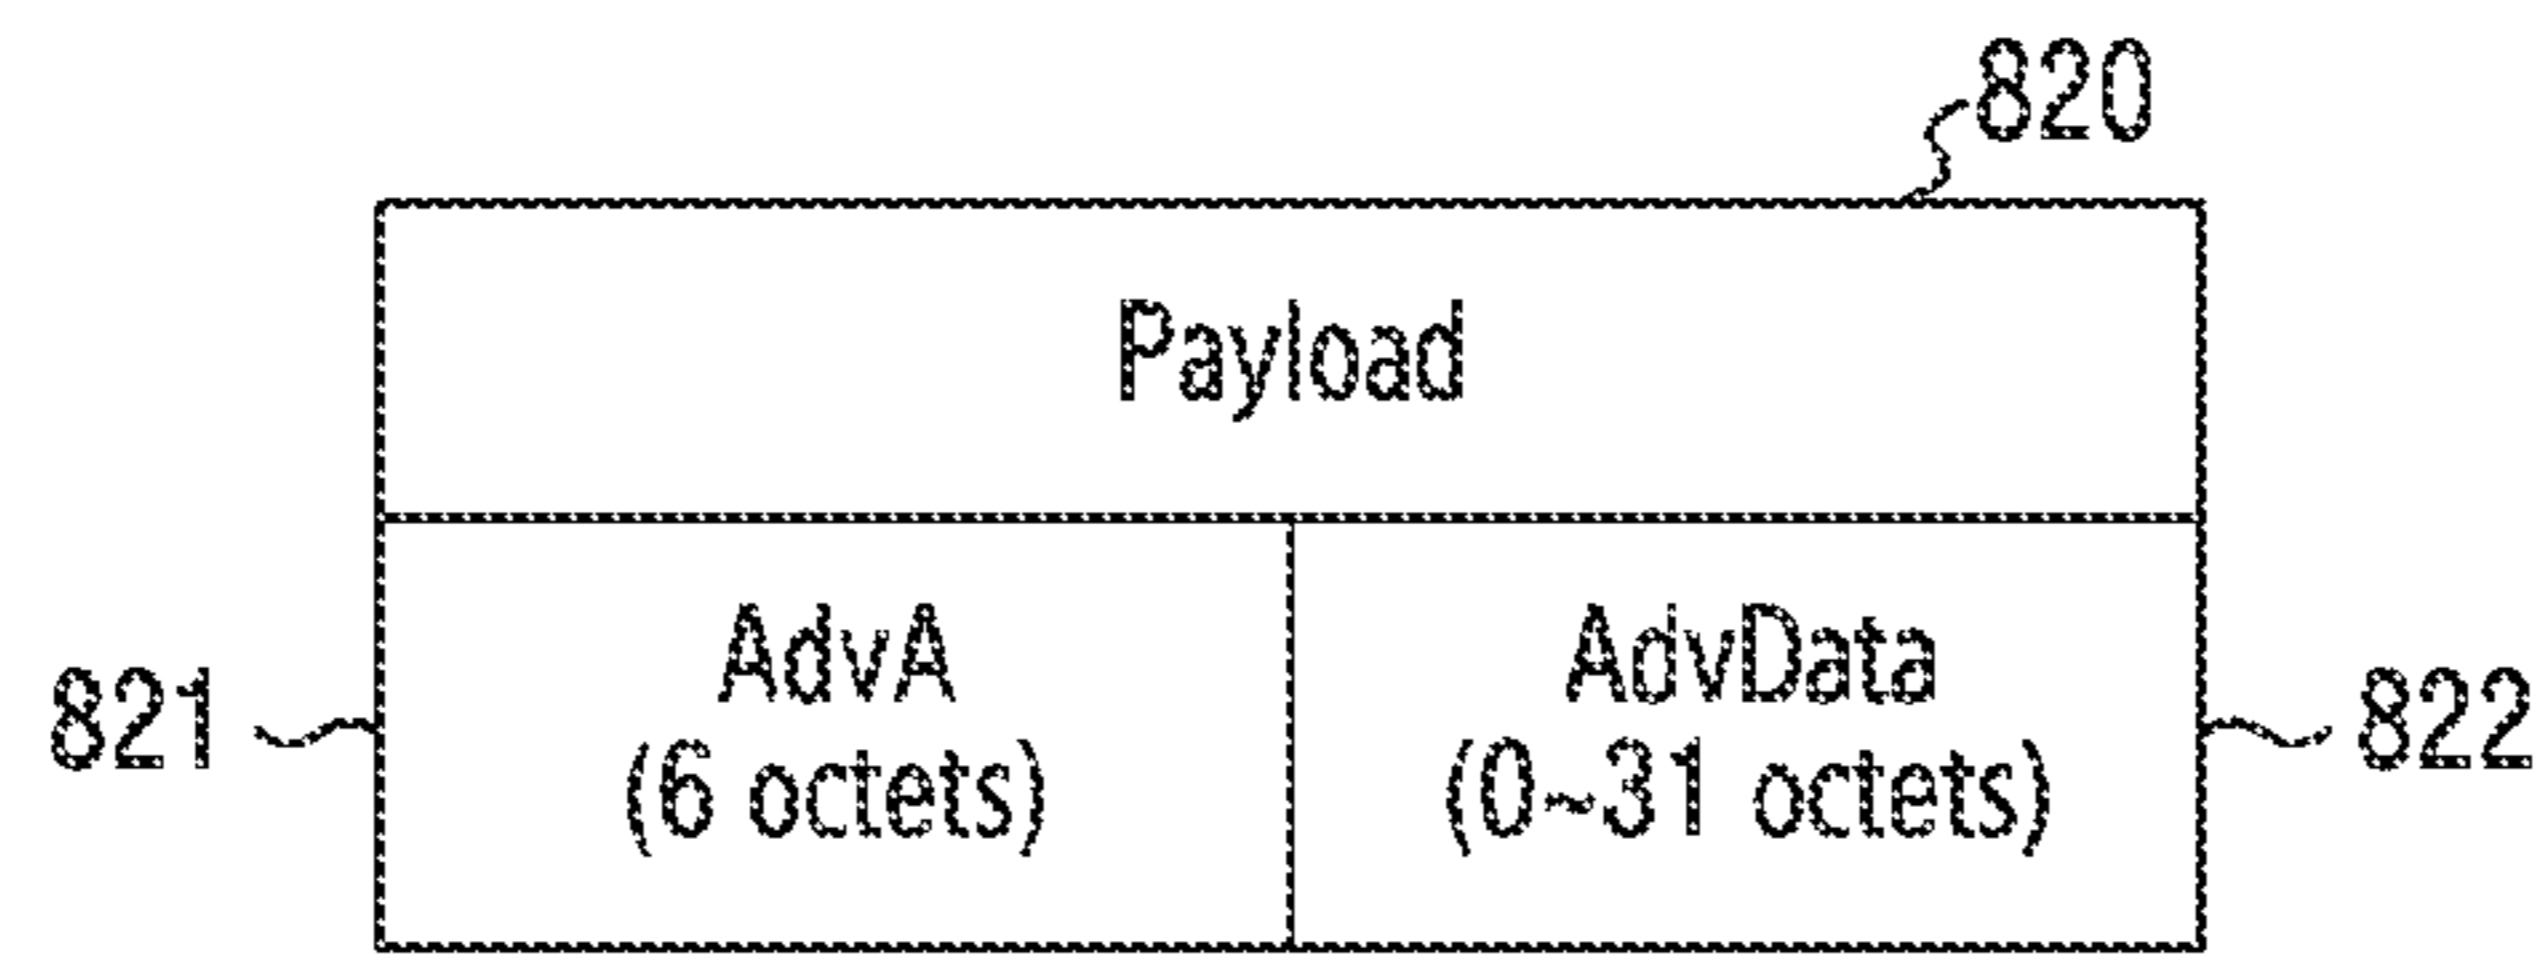 820
Payload
AdvA
(6 octets)
AdvData
(0~31 octets)
821
822